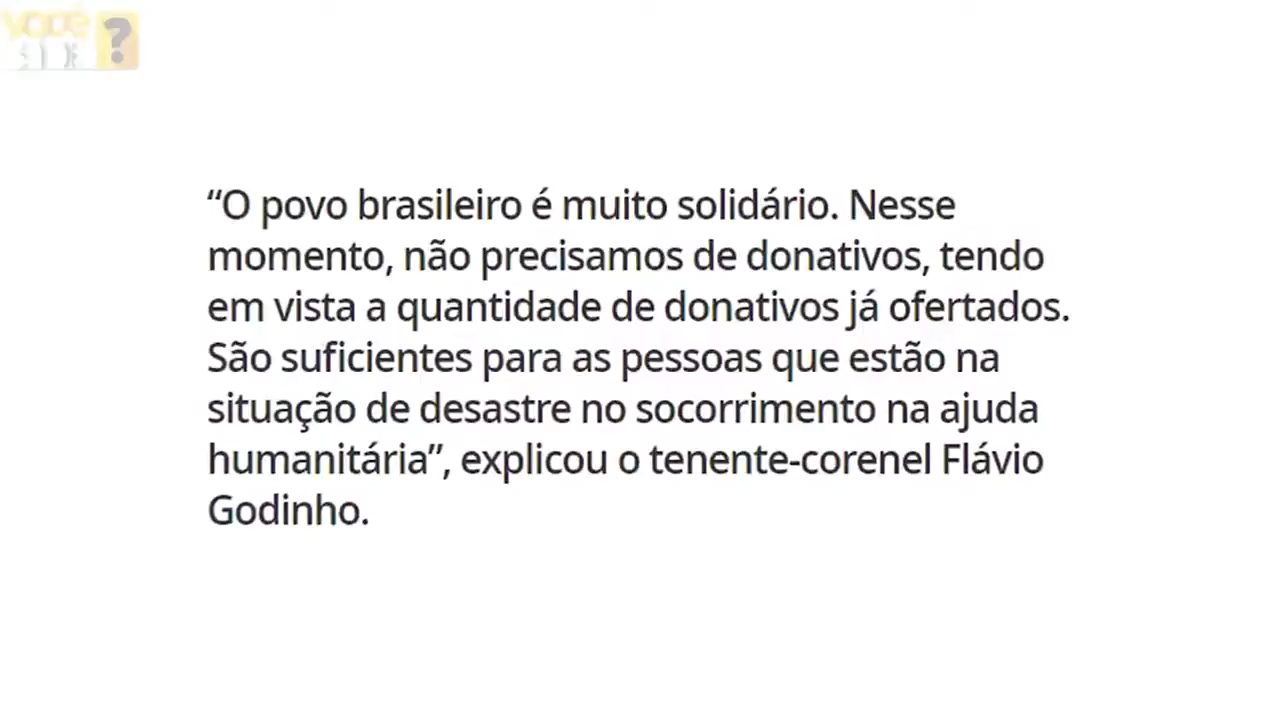 você
?
“O povo brasileiro é muito solidário. Nesse
momento, não precisamos de donativos, tendo
em vista a quantidade de donativos já ofertados.
São suficientes para as pessoas que estão na
situação de desastre no socorrimento na ajuda
humanitária”, explicou o tenente-corenel Flávio
Godinho.